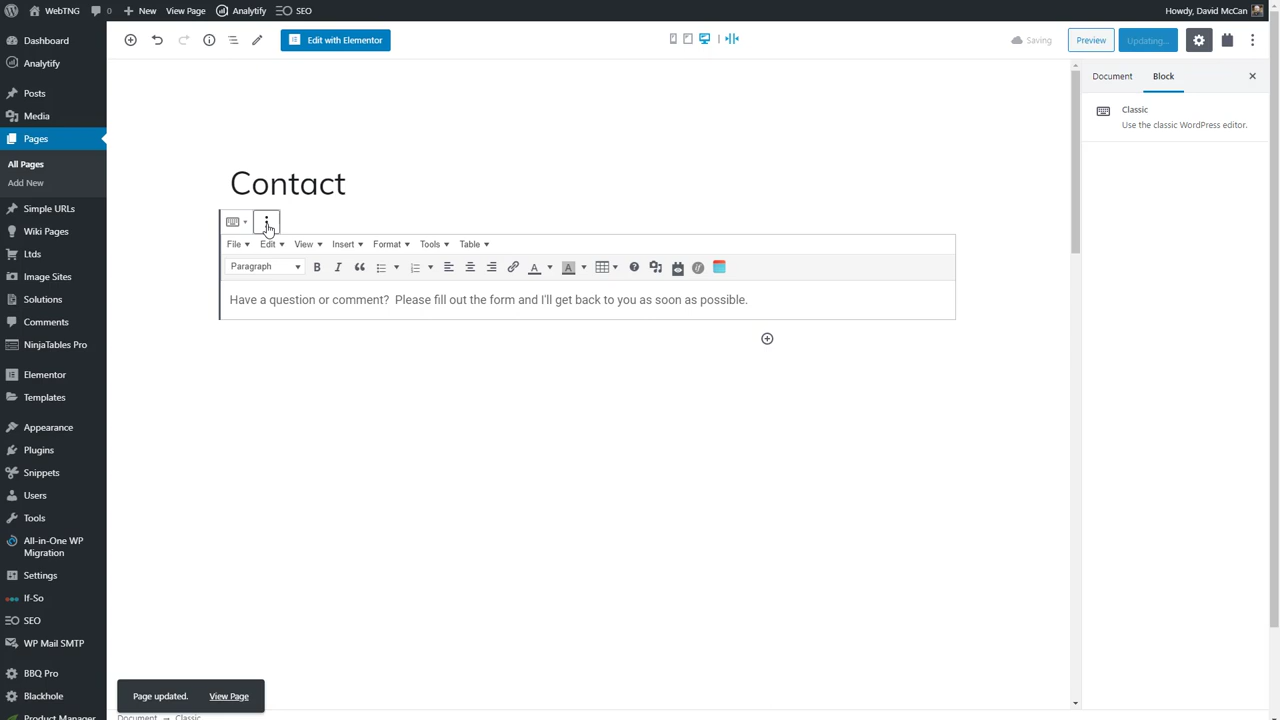 WebTNG 0 New View Page Analytify SEO Howdy, David McCan
Dashboard
Analytify
Posts
Media
Pages
All Pages
Add New
Simple URLs
Wiki Pages
Ltds
Image Sites
Solutions
Comments
NinjaTables Pro
Elementor
Templates
Appearance
Plugins
Snippets
Users
Tools
All-in-One WP
Migration
Settings
If-So
SEO
WP Mail SMTP
BBQ Pro
Blackhole
Product Manager
Edit with Elementor
Saving Preview Updating...
Contact
File Edit View Insert Format Tools Table
Paragraph B I A A
Have a question or comment? Please fill out the form and I'll get back to you as soon as possible.
Page updated. View Page
Document → Classic
Document Block
Classic
Use the classic WordPress editor.